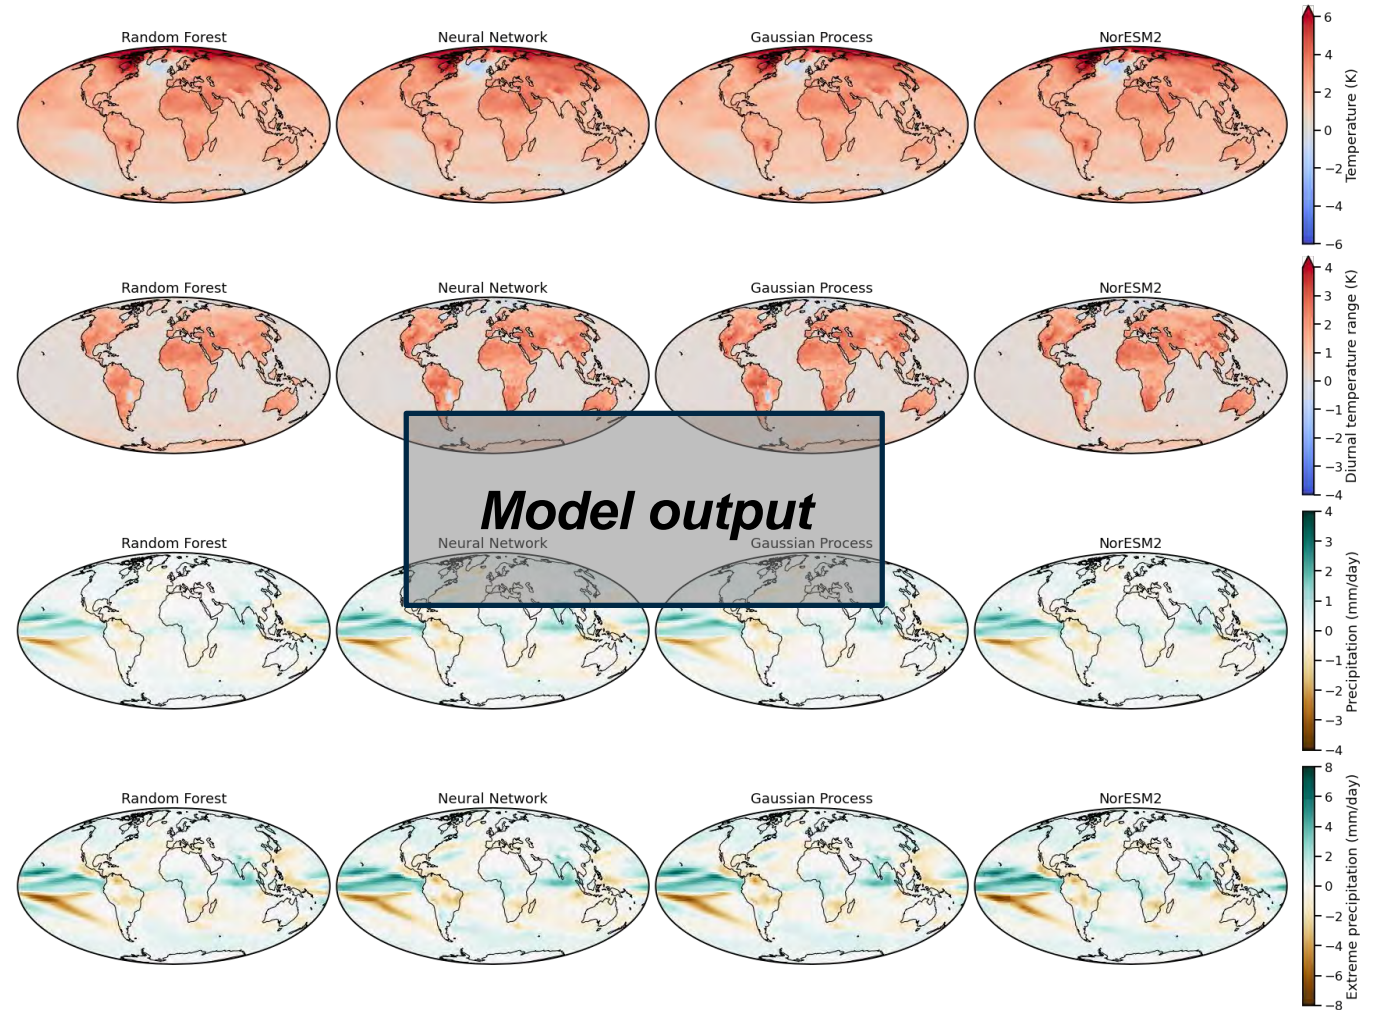 Random Forest
Neural Network
Gaussian Process
NorESM2
6
4
2
0
−2
−4
−6
Temperature (K)
Random Forest
Neural Network
Gaussian Process
NorESM2
4
3
2
1
0
−1
−2
−3
−4
Diurnal temperature range (K)
Model output
Random Forest
Neural Network
Gaussian Process
NorESM2
4
3
2
1
0
−1
−2
−3
−4
Precipitation (mm/day)
Random Forest
Neural Network
Gaussian Process
NorESM2
8
6
4
2
0
−2
−4
−6
−8
Extreme precipitation (mm/day)